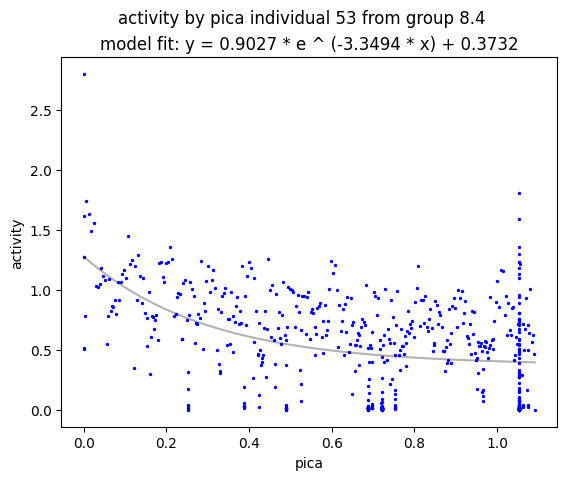 activity by pica individual 53 from group 8.4
model fit: y = 0.9027 * e ^ (-3.3494 * x) + 0.3732
2.5
2.0
1.5
1.0
0.5
0.0
activity
0.0 0.2 0.4 0.6 0.8 1.0
pica